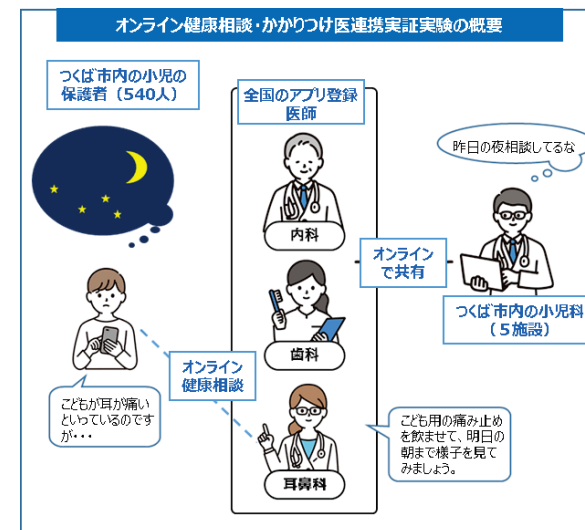 オンライン健康相談・かかりつけ医連携実証実験の概要
つくば市内の小児の
保護者（540人）
全国のアプリ登録
医師
昨日の夜相談してるな
内科
オンライン
で共有
つくば市内の小児科
（５施設）
歯科
オンライン
健康相談
こどもが耳が痛い
といっているのです
が・・・
こども用の痛み止め
を飲ませて、明日の
朝まで様子を見て
みましょう。
耳鼻科